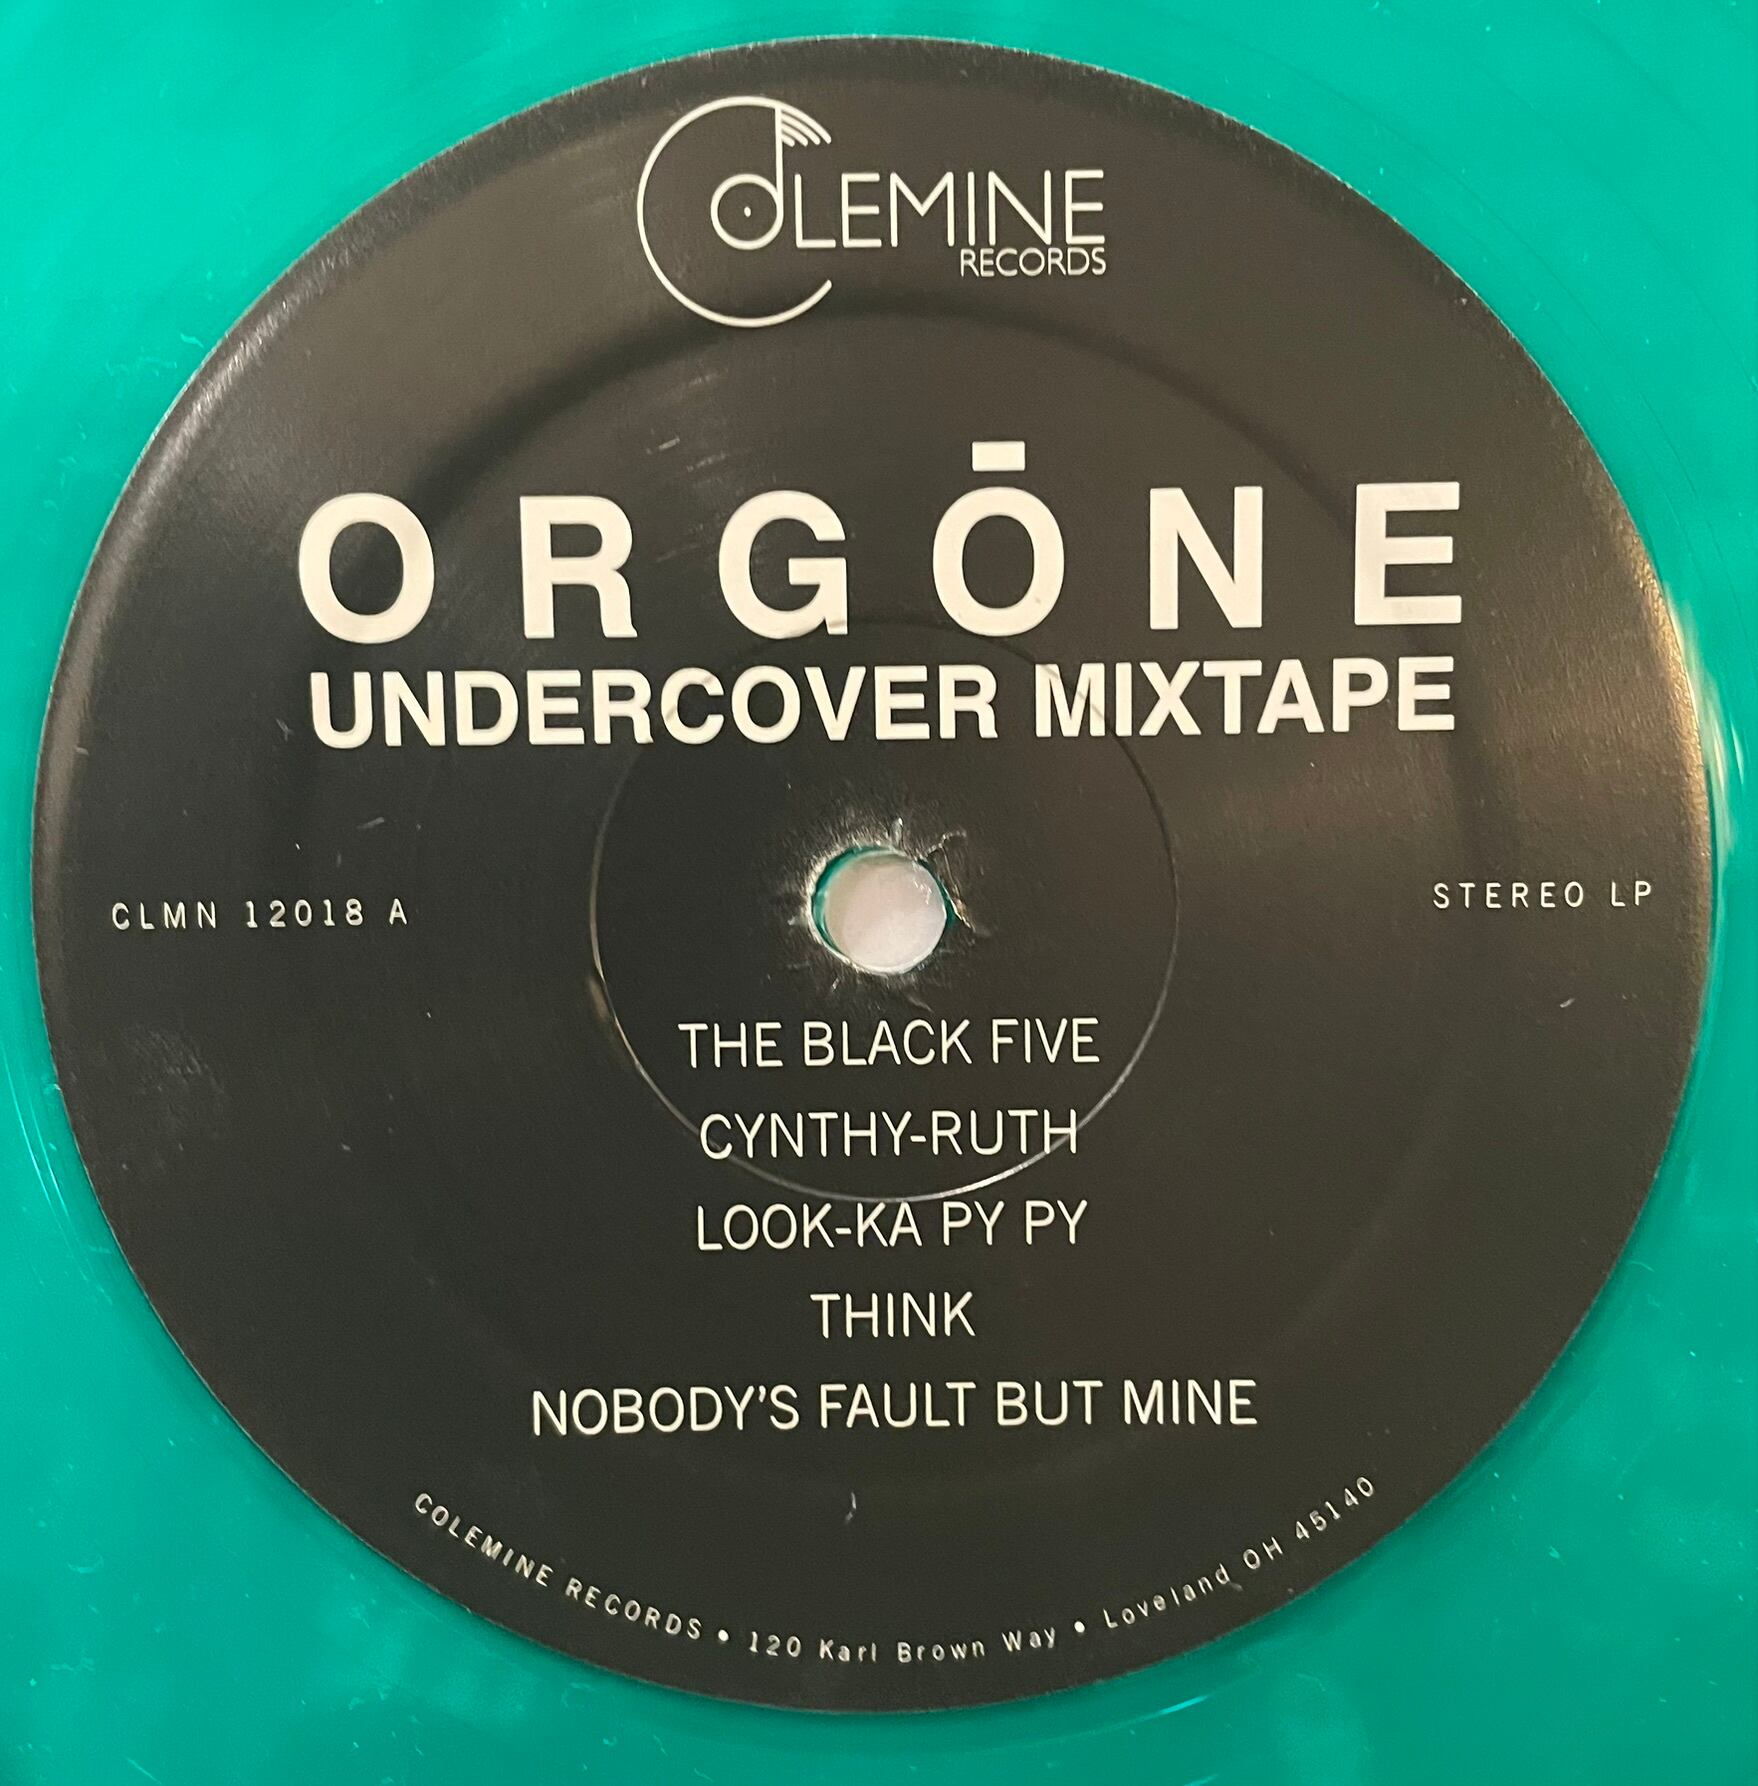 COLEMINE
RECORDS
ORGŌNE
UNDERCOVER MIXTAPE
CLMN 12018 A
STEREO LP
THE BLACK FIVE
CYNTHY-RUTH
LOOK-KA PY PY
THINK
NOBODY'S FAULT BUT MINE
COLEMINE RECORDS • 120 Karl Brown Way • Loveland OH 45140